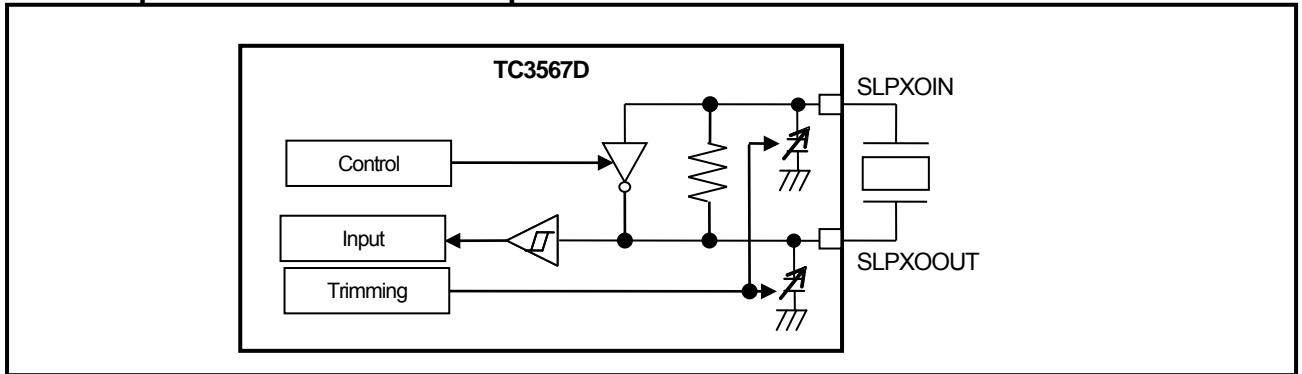 TC3567D
SLPXOIN
Control
Input
SLPXOOUT
Trimming